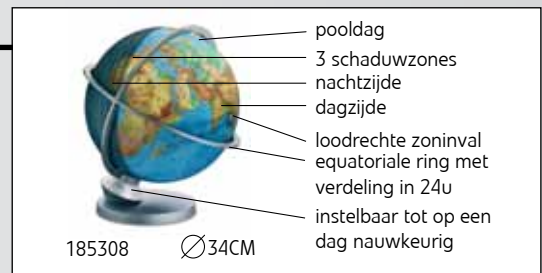 pooldag
3 schaduwzones
nachtzijde
dagzijde
loodrechte zoninval
equatoriale ring met
verdeling in 24u
instelbaar tot op een
dag nauwkeurig
185308 ∅34CM